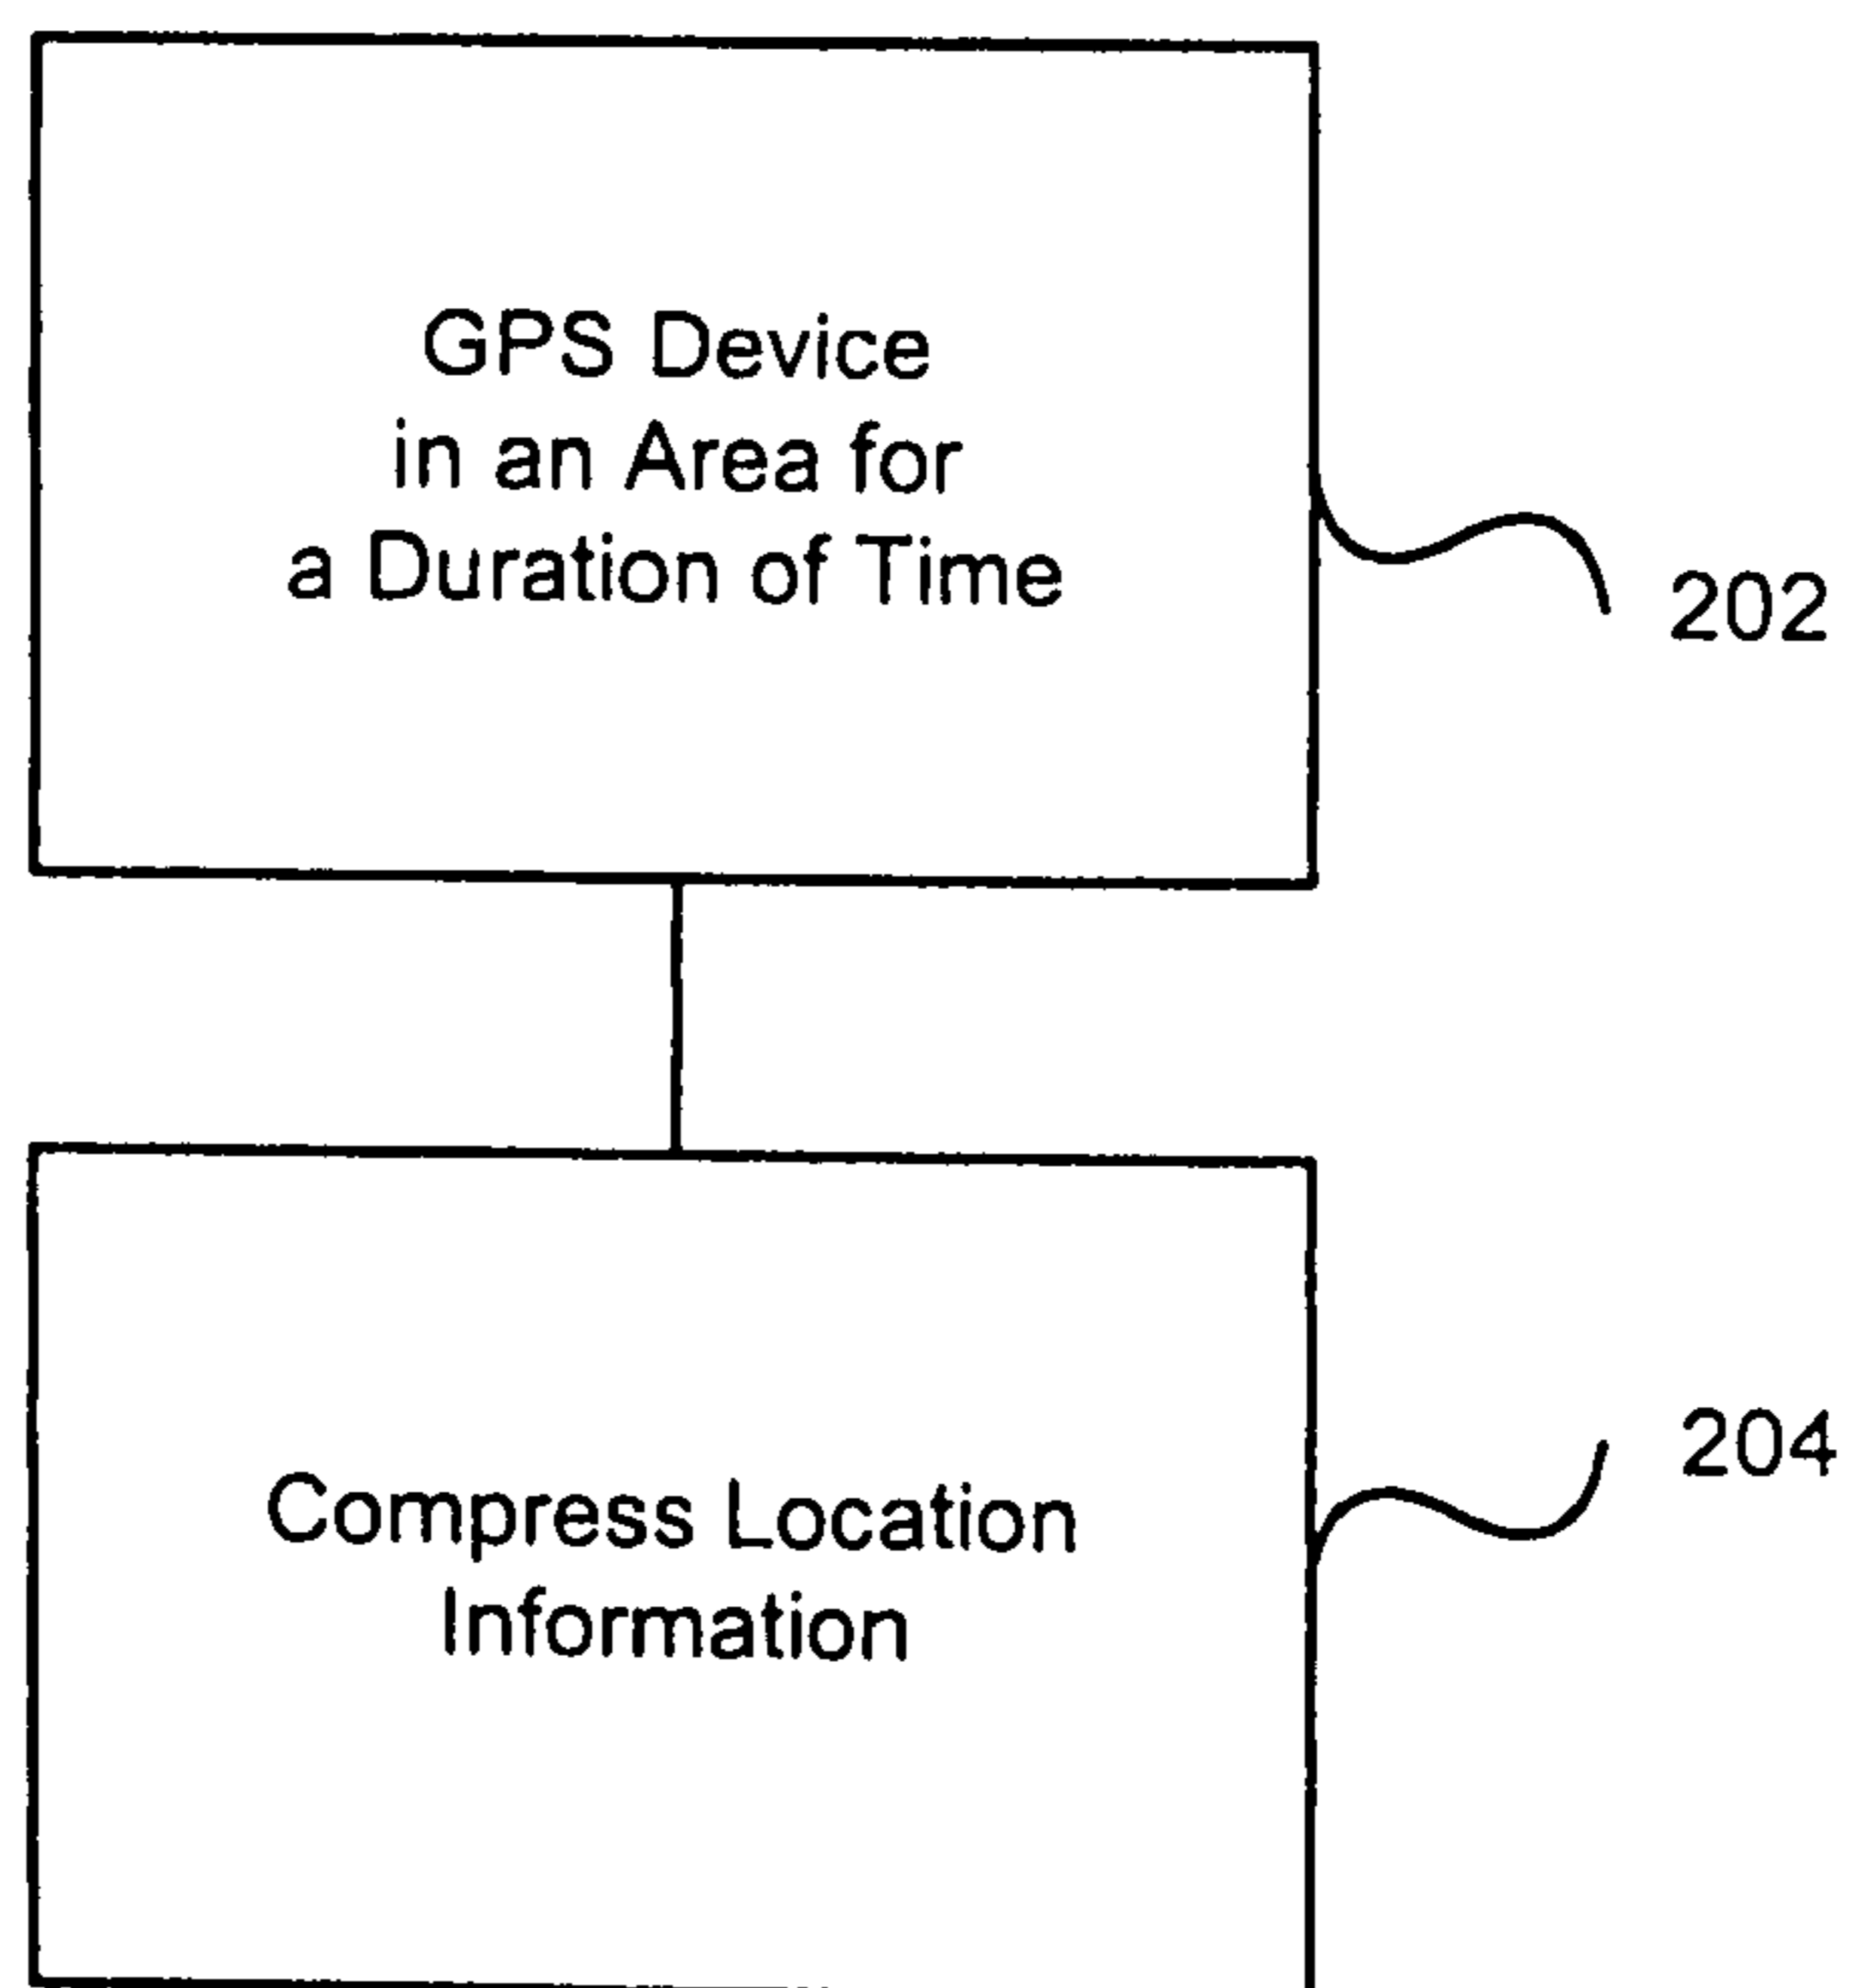 GPS Device
in an Area for
a Duration of Time
202
204
Compress Location
Information